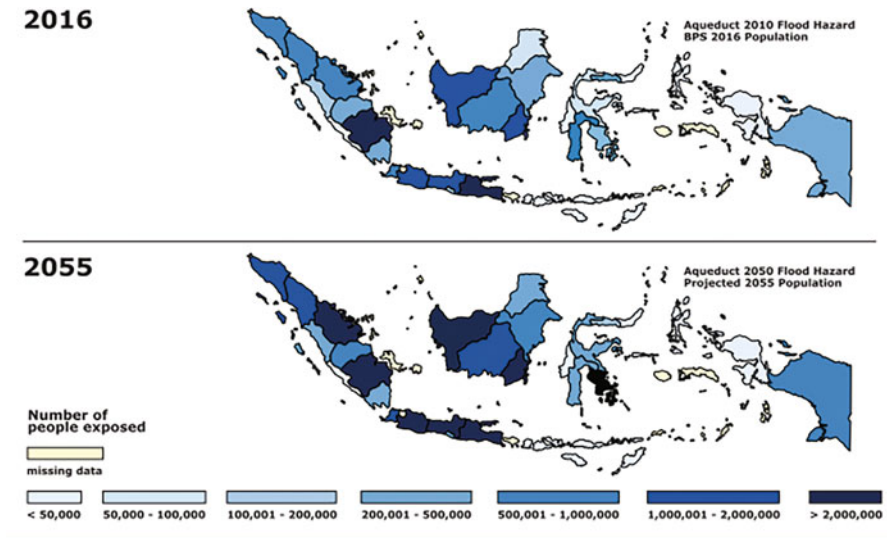 2016
Aqueduct 2010 Flood Hazard
BPS 2016 Population
2055
Aqueduct 2050 Flood Hazard
Projected 2055 Population
Number of
people exposed
missing data
< 50,000
50,000 - 100,000
100,001 - 200,000
200,001 - 500,000
500,001 - 1,000,000
1,000,001 - 2,000,000
> 2,000,000